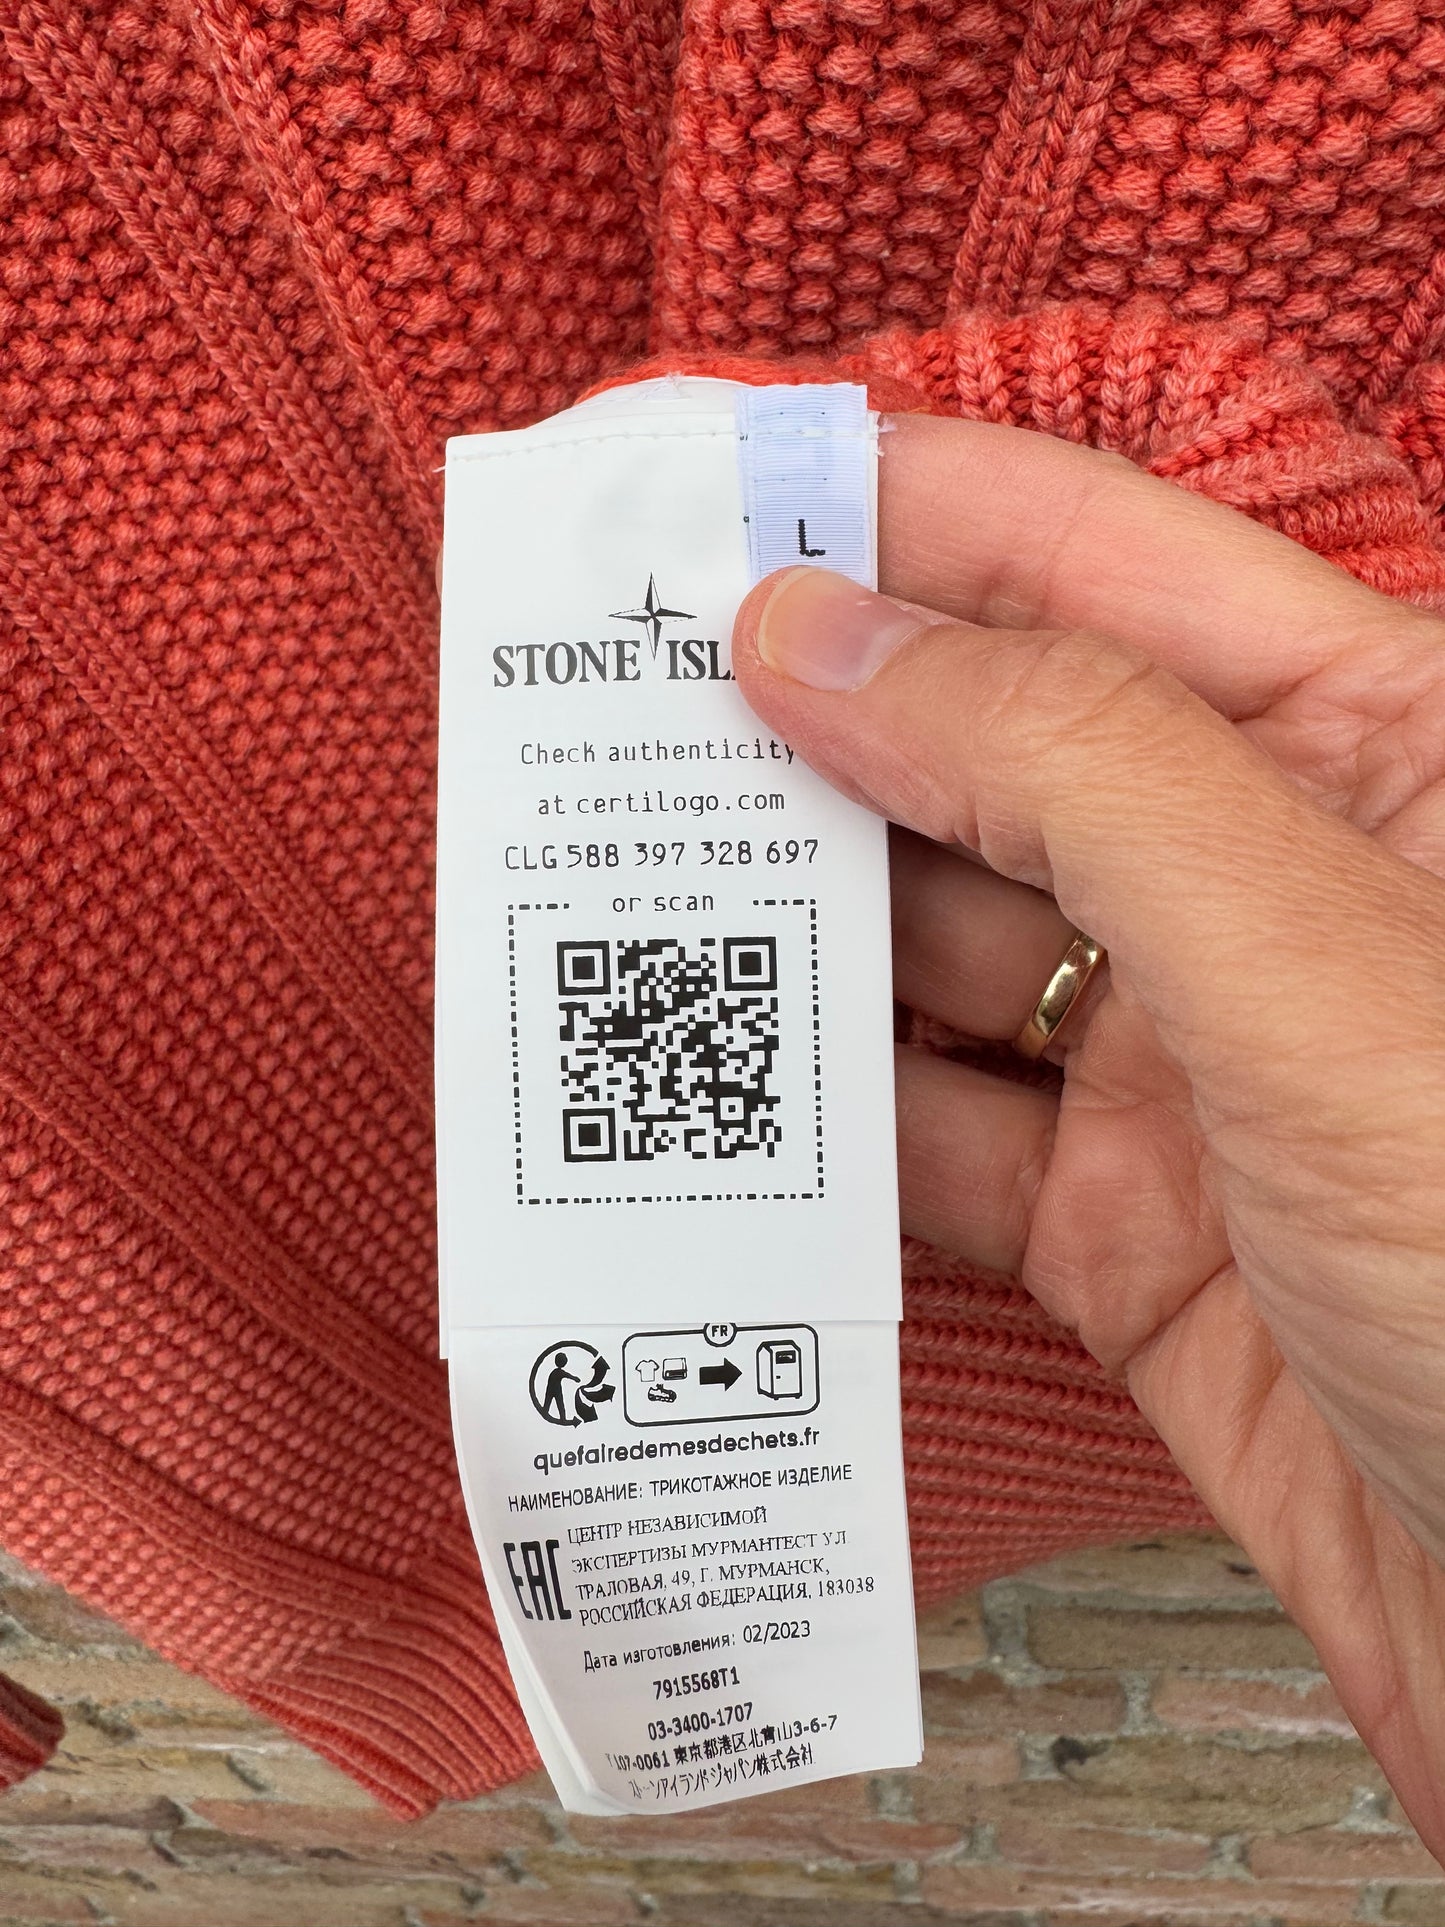 L
STONE ISL
Check authenticity
at certilogo.com
CLG 588 397 328 697
or scan
FR
quefairedemesdechets.fr
НАИМЕНОВАНИЕ: ТРИКОТАЖНОЕ ИЗДЕЛИЕ
EAC
ЦЕНТР НЕЗАВИСИМОЙ
ЭКСПЕРТИЗЫ МУРМАНТЕСТ УЛ
ТРАЛОВАЯ, 49, Г. МУРМАНСК,
РОССИЙСКАЯ ФЕДЕРАЦИЯ, 183038
Дата изготовления: 02/2023
7915568T1
03-3400-1707
〒107-0061 東京都港区北青山3-6-7
ストーンアイランドジャパン株式会社